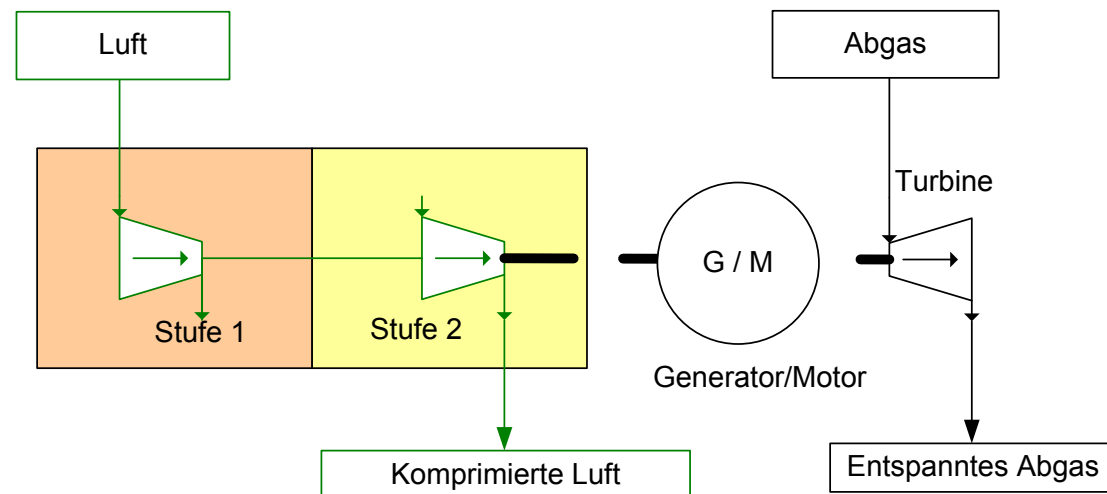 Luft
Abgas
Turbine
G / M
Stufe 1
Stufe 2
Generator/Motor
Komprimierte Luft
Entspanntes Abgas